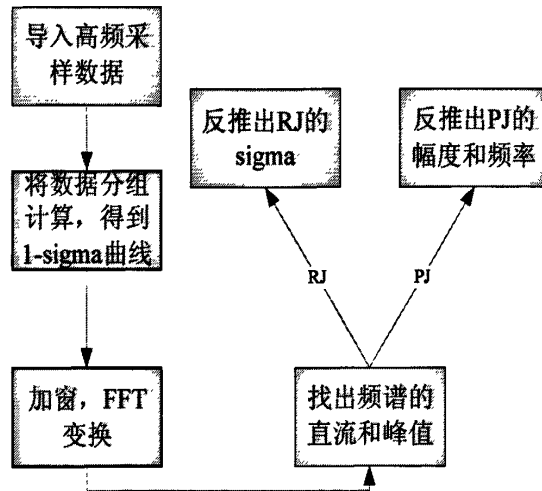 导入高频采
样数据
将数据分组
计算，得到
1-sigma曲线
加窗，FFT
变换
找出频谱的
直流和峰值
RJ
PJ
反推出RJ的
sigma
反推出PJ的
幅度和频率